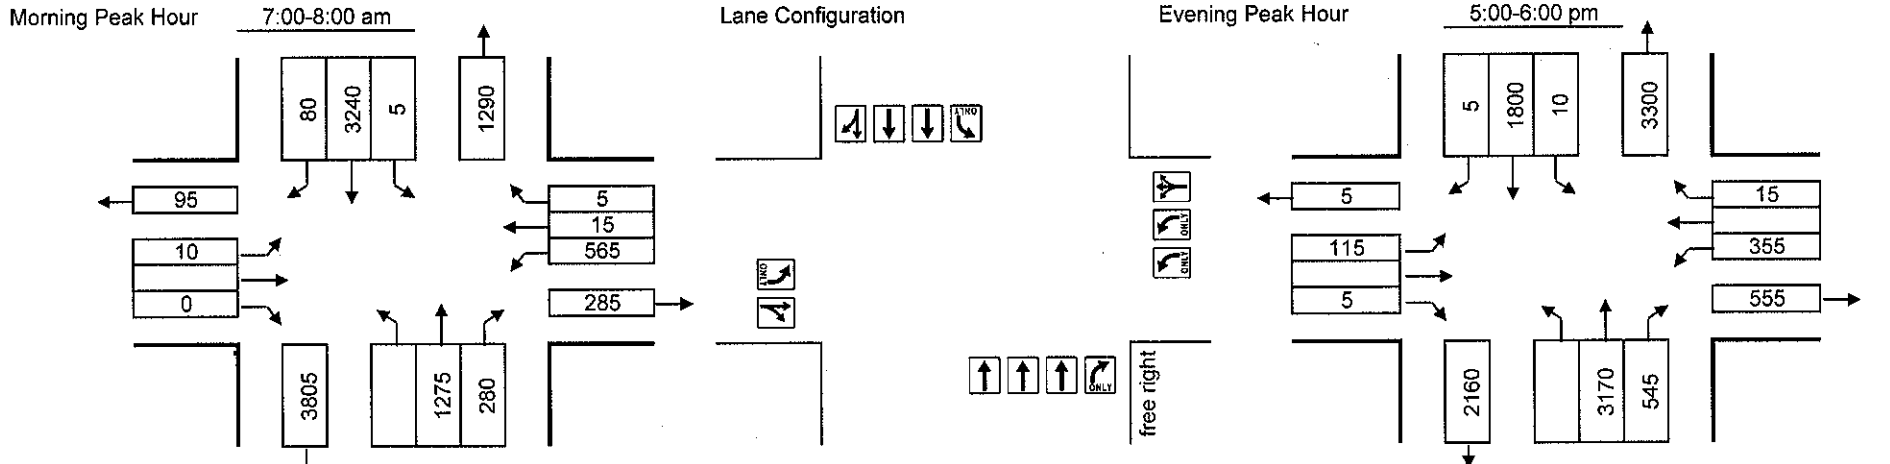 Morning Peak Hour 7:00-8:00 am
80 3240 5 1290
95
10
0
5
15
565
285
3805
1275 280
Lane Configuration
ONLY
ONLY
ONLY
ONLY
ONLY
free right
Evening Peak Hour 5:00-6:00 pm
5 1800 10 3300
5
115
5
15
355
555
2160
3170 545